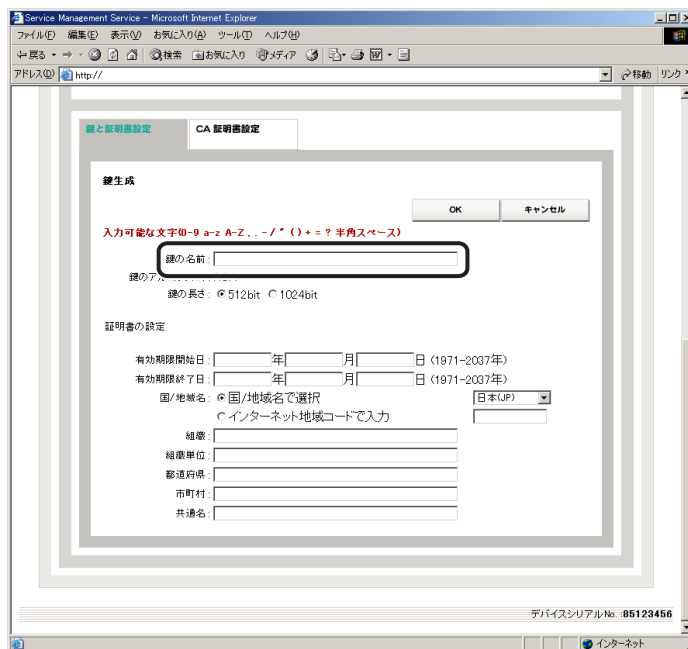 Service Management Service - Microsoft Internet Explorer
ファイル(F) 編集(E) 表示(V) お気に入り(A) ツール(T) ヘルプ(H)
戻る 検索 お気に入り メディア
アドレス(D) http:// 移動 リンク
鍵と証明書設定 CA 証明書設定
鍵生成
OK キャンセル
入力可能な文字(0-9 a-z A-Z , . - / " ( ) + = ? 半角スペース)
鍵の名前:
鍵の
鍵の長さ: 512bit 1024bit
証明書の設定
有効期限開始日: 年 月 日 (1971-2037年)
有効期限終了日: 年 月 日 (1971-2037年)
国/地域名: 国/地域名で選択 日本(JP)
インターネット地域コードで入力
組織:
組織単位:
都道府県:
市町村:
共通名:
デバイスシリアルNo. :85123456
インターネット